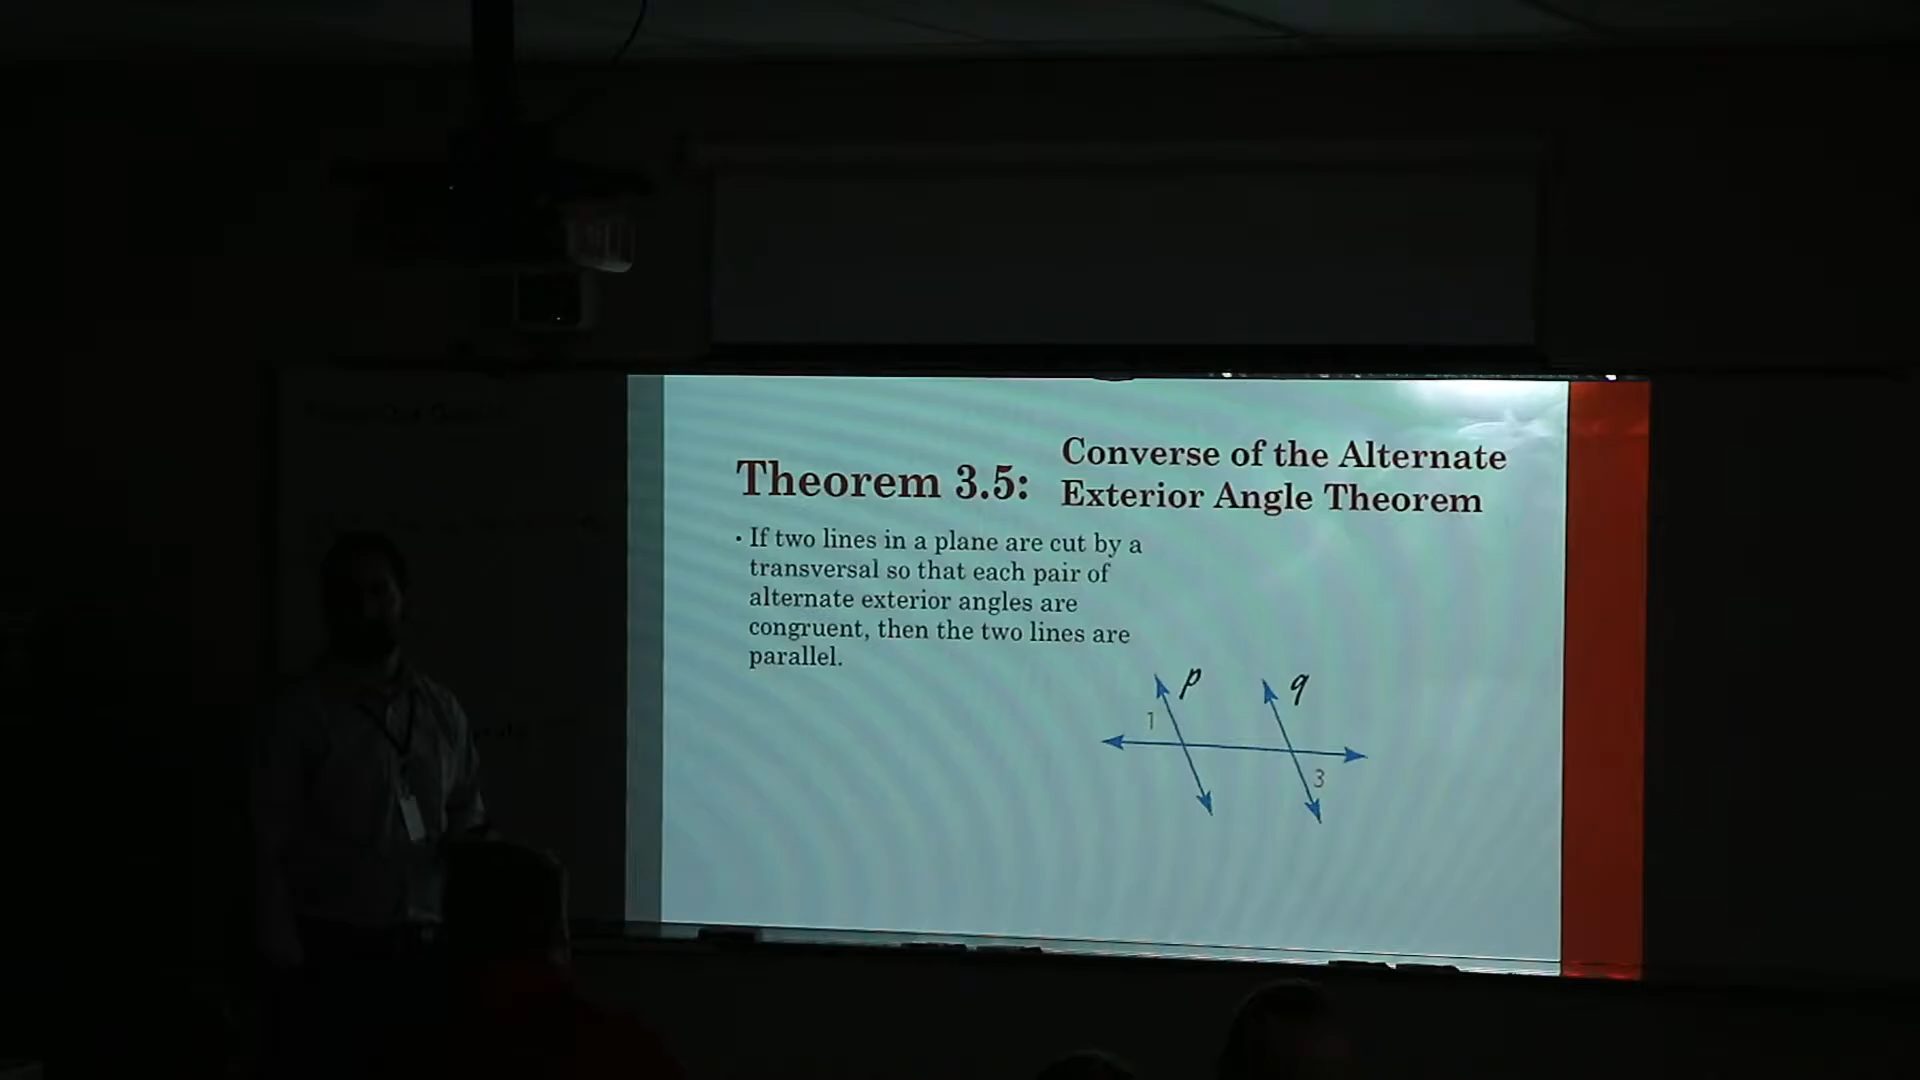 Theorem 3.5:
Converse of the Alternate
Exterior Angle Theorem
• If two lines in a plane are cut by a
transversal so that each pair of
alternate exterior angles are
congruent, then the two lines are
parallel.
p q
1
3